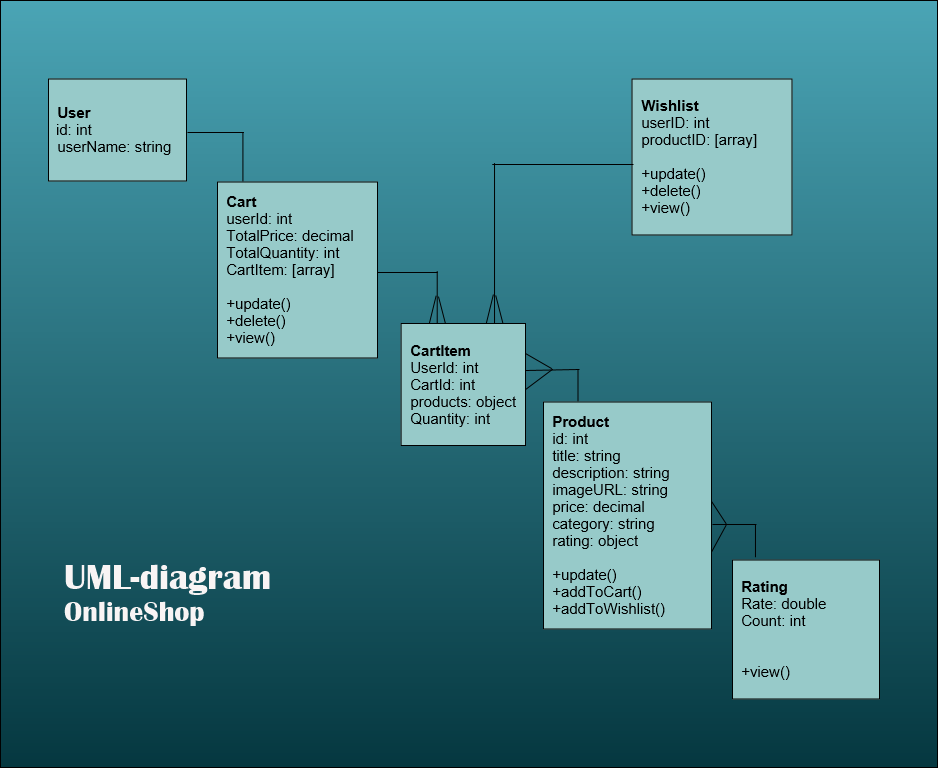 User
id: int
userName: string
Wishlist
userID: int
productID: [array]
+update()
+delete()
+view()
Cart
userId: int
TotalPrice: decimal
TotalQuantity: int
CartItem: [array]
+update()
+delete()
+view()
CartItem
UserId: int
CartId: int
products: object
Quantity: int
Product
id: int
title: string
description: string
imageURL: string
price: decimal
category: string
rating: object
+update()
+addToCart()
+addToWishlist()
Rating
Rate: double
Count: int
+view()
UML-diagram
OnlineShop